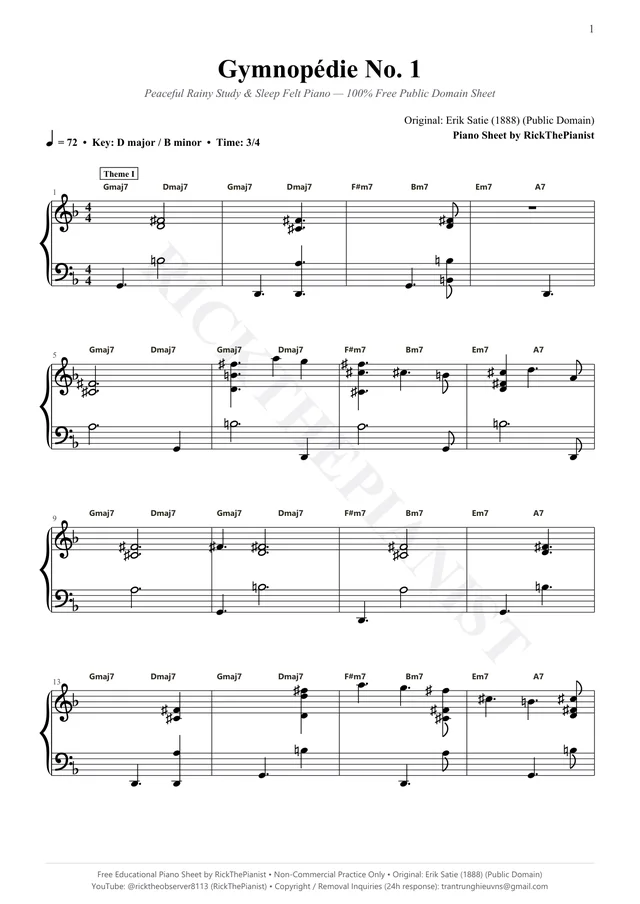 1
Gymnopédie No. 1
Peaceful Rainy Study & Sleep Felt Piano — 100% Free Public Domain Sheet
Original: Erik Satie (1888) (Public Domain)
Piano Sheet by RickThePianist
♩ = 72 • Key: D major / B minor • Time: 3/4
Theme I
Gmaj7 Dmaj7 Gmaj7 Dmaj7 F#m7 Bm7 Em7 A7
1
4
4
4
4
Gmaj7 Dmaj7 Gmaj7 Dmaj7 F#m7 Bm7 Em7 A7
5
Gmaj7 Dmaj7 Gmaj7 Dmaj7 F#m7 Bm7 Em7 A7
9
Gmaj7 Dmaj7 Gmaj7 Dmaj7 F#m7 Bm7 Em7 A7
13
RICKTHEPIANIST
Free Educational Piano Sheet by RickThePianist • Non-Commercial Practice Only • Original: Erik Satie (1888) (Public Domain)
YouTube: @ricktheobserver8113 (RickThePianist) • Copyright / Removal Inquiries (24h response): trantrunghieuvns@gmail.com